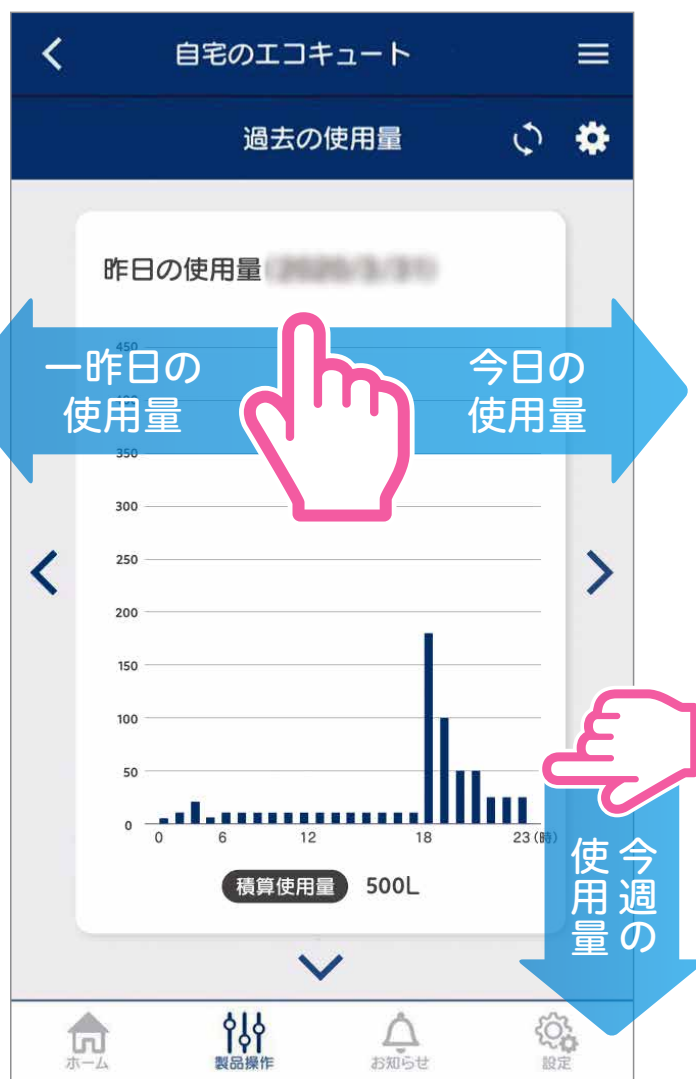 自宅のエコキュート
過去の使用量
昨日の使用量
一昨日の
使用量
今日の
使用量
450
350
300
250
200
150
100
50
0
0 6 12 18 23(時)
積算使用量 500L
今週の
使用量
ホーム 製品操作 お知らせ 設定